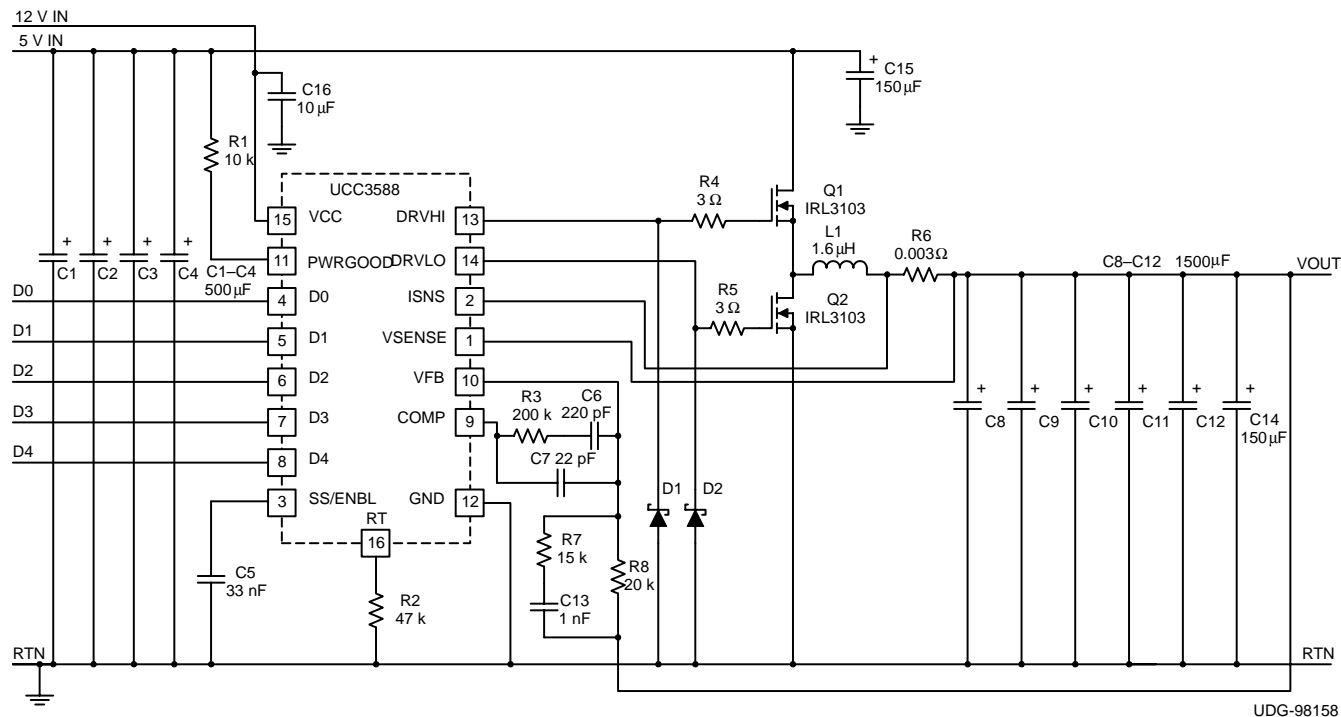 12 V IN
5 V IN
C16
10 µF
C15
150 µF
+
R1
10 k
UCC3588
15
VCC
DRVHI
13
11
PWRGOOD
DRVLO
14
4
D0
ISNS
2
5
D1
VSENSE
1
6
D2
VFB
10
7
D3
COMP
9
8
D4
3
SS/ENBL
GND
12
RT
16
+
+
+
+
C1
C2
C3
C4
C1–C4
500 µF
D0
D1
D2
D3
D4
R4
3 Ω
Q1
IRL3103
L1
1.6 µH
R6
0.003Ω
C8–C12 1500µF
VOUT
R5
3 Ω
Q2
IRL3103
R3
200 k
C6
220 pF
C7 22 pF
+
+
+
+
+
+
C8
C9
C10
C11
C12
C14
150 µF
D1
D2
R7
15 k
R8
20 k
C13
1 nF
C5
33 nF
R2
47 k
RTN
RTN
UDG-98158